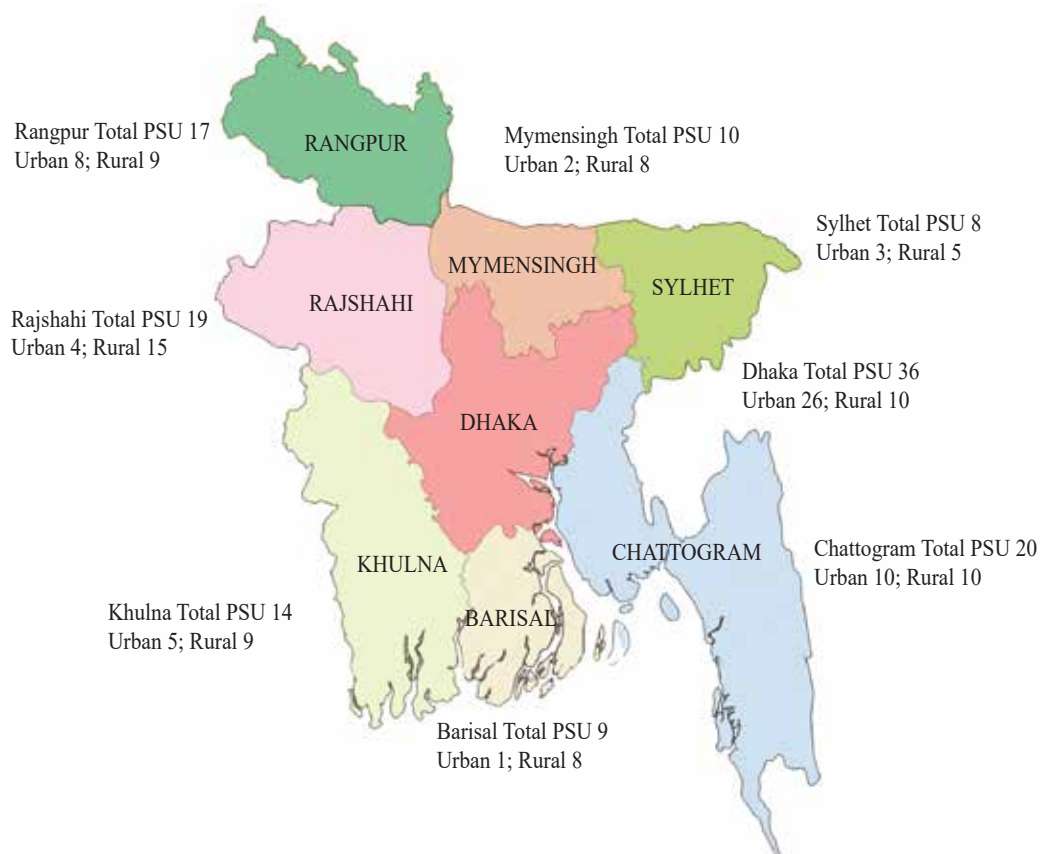 Rangpur Total PSU 17
Urban 8; Rural 9
RANGPUR
Mymensingh Total PSU 10
Urban 2; Rural 8
Sylhet Total PSU 8
Urban 3; Rural 5
MYMENSINGH
SYLHET
RAJSHAHI
Rajshahi Total PSU 19
Urban 4; Rural 15
Dhaka Total PSU 36
Urban 26; Rural 10
DHAKA
CHATTOGRAM
Chattogram Total PSU 20
Urban 10; Rural 10
KHULNA
Khulna Total PSU 14
Urban 5; Rural 9
BARISAL
Barisal Total PSU 9
Urban 1; Rural 8